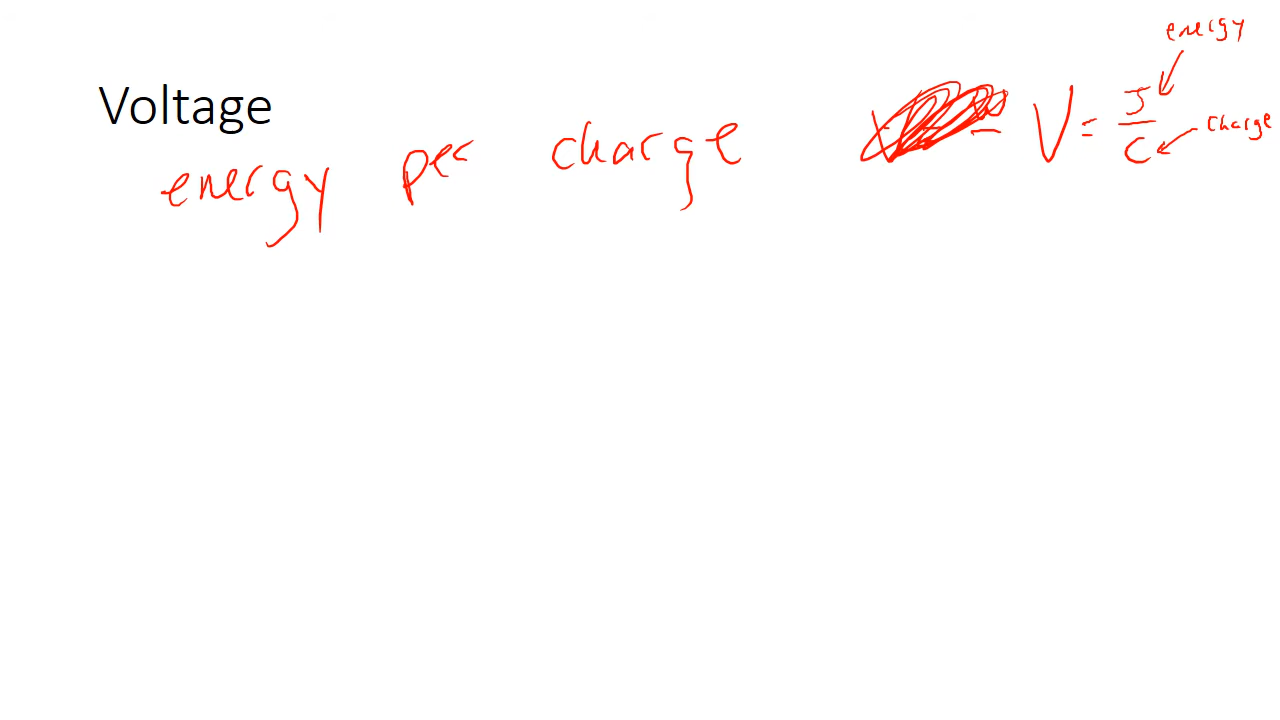 Voltage
energy per charge
V = J/C
energy
charge